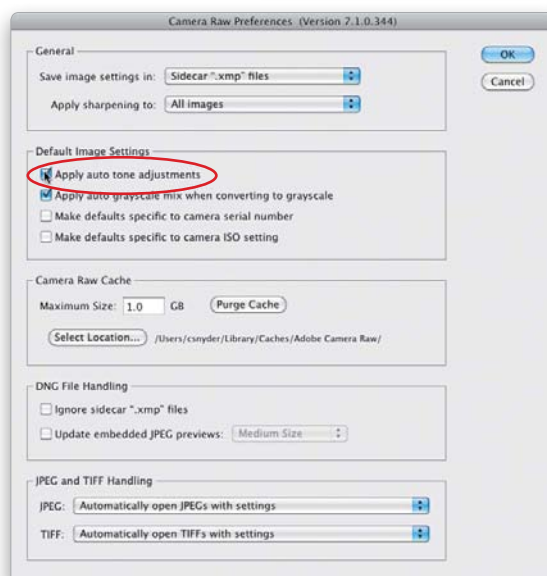 Camera Raw Preferences (Version 7.1.0.344)
General
Save image settings in: Sidecar ".xmp" files
Apply sharpening to: All images
OK
Cancel
Default Image Settings
Apply auto tone adjustments
Apply auto grayscale mix when converting to grayscale
Make defaults specific to camera serial number
Make defaults specific to camera ISO setting
Camera Raw Cache
Maximum Size: 1.0 GB Purge Cache
Select Location... /Users/csnyder/Library/Caches/Adobe Camera Raw/
DNG File Handling
Ignore sidecar ".xmp" files
Update embedded JPEG previews: Medium Size
JPEG and TIFF Handling
JPEG: Automatically open JPEGs with settings
TIFF: Automatically open TIFFs with settings